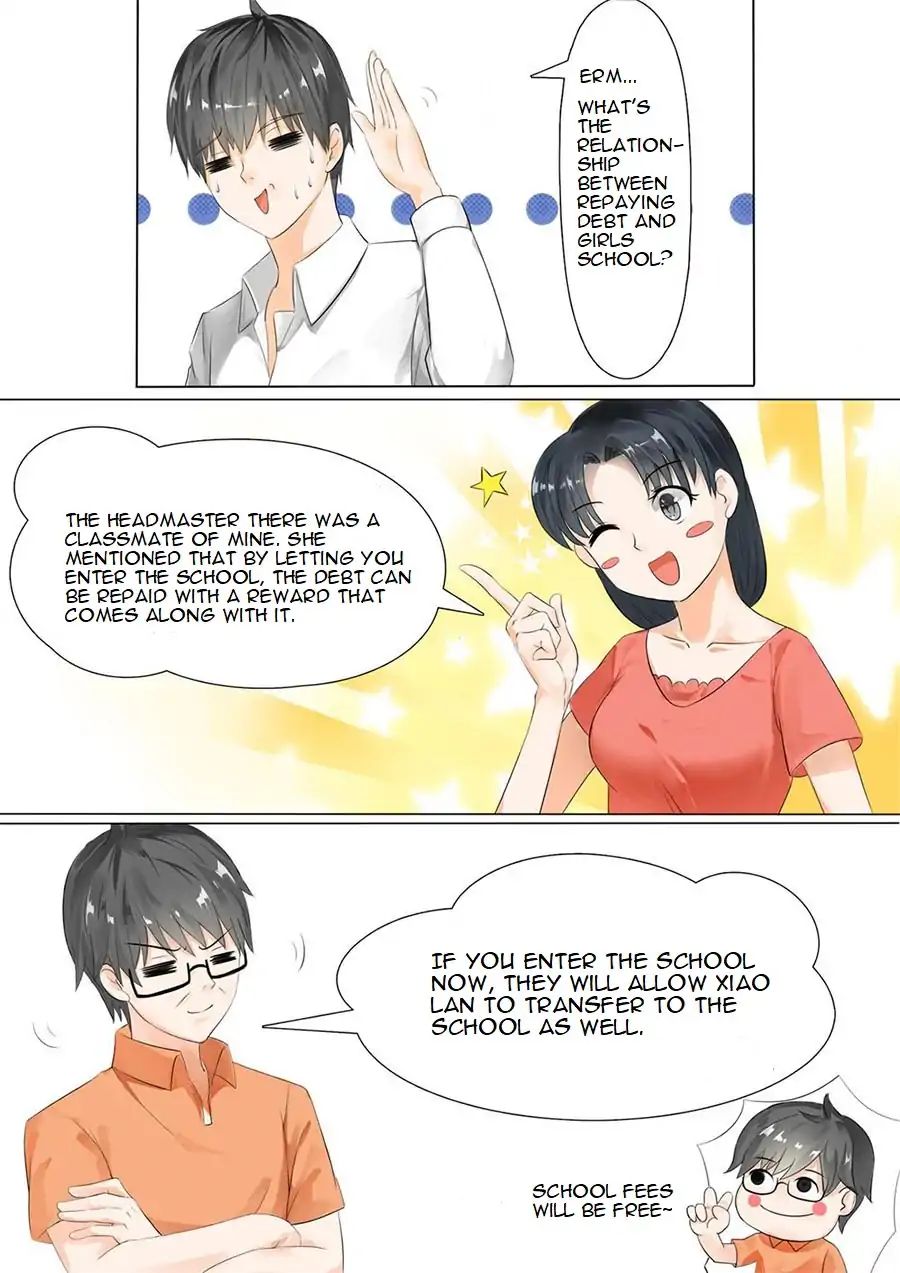 ERM...
WHAT'S
THE
RELATION-
SHIP
BETWEEN
REPAYING
DEBT AND
GIRLS
SCHOOL?
THE HEADMASTER THERE WAS A
CLASSMATE OF MINE. SHE
MENTIONED THAT BY LETTING YOU
ENTER THE SCHOOL, THE DEBT CAN
BE REPAID WITH A REWARD THAT
COMES ALONG WITH IT.
IF YOU ENTER THE SCHOOL
NOW, THEY WILL ALLOW XIAO
LAN TO TRANSFER TO THE
SCHOOL AS WELL.
SCHOOL FEES
WILL BE FREE~